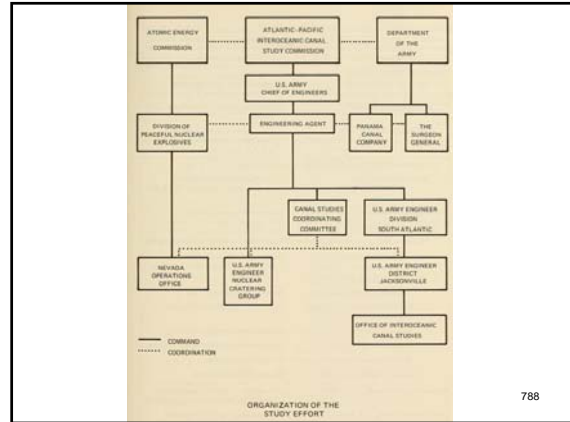 ATOMIC ENERGY
COMMISSION
ATLANTIC-PACIFIC
INTEROCEANIC CANAL
STUDY COMMISSION
DEPARTMENT
OF THE
ARMY
U.S. ARMY
CHIEF OF ENGINEERS
DIVISION OF
PEACEFUL NUCLEAR
EXPLOSIVES
ENGINEERING AGENT
PANAMA
CANAL
COMPANY
THE
SURGEON
GENERAL
CANAL STUDIES
COORDINATING
COMMITTEE
U.S. ARMY ENGINEER
DIVISION
SOUTH ATLANTIC
NEVADA
OPERATIONS
OFFICE
U.S. ARMY
ENGINEER
NUCLEAR
CRATERING
GROUP
U.S. ARMY ENGINEER
DISTRICT
JACKSONVILLE
OFFICE OF INTEROCEANIC
CANAL STUDIES
COMMAND
COORDINATION
ORGANIZATION OF THE
STUDY EFFORT
788